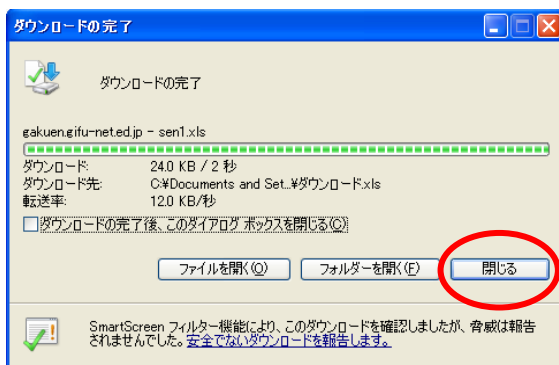 ダウンロードの完了
ダウンロードの完了
gakuen.gifu-net.ed.jp - sen1.xls
ダウンロード: 24.0 KB / 2 秒
ダウンロード先: C:¥Documents and Set..¥ダウンロード.xls
転送率: 12.0 KB/秒
ダウンロードの完了後、このダイアログ ボックスを閉じる(C)
ファイルを開く(O) フォルダーを開く(F) 閉じる
SmartScreen フィルター機能により、このダウンロードを確認しましたが、脅威は報告
されませんでした。安全でないダウンロードを報告します。